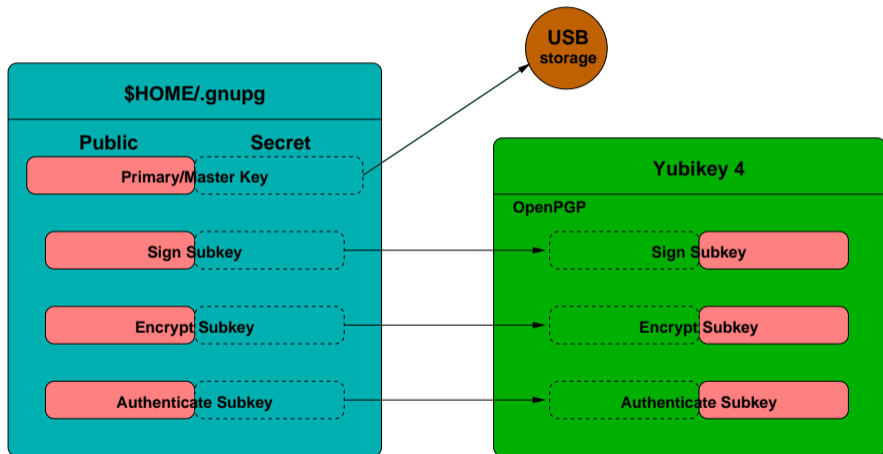 USB
storage
$HOME/.gnupg
Public Secret
Primary/Master Key
Sign Subkey
Encrypt Subkey
Authenticate Subkey
Yubikey 4
OpenPGP
Sign Subkey
Encrypt Subkey
Authenticate Subkey